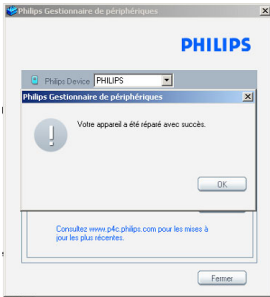 Philips Gestionnaire de périphériques
PHILIPS
Philips Device PHILIPS
Philips Gestionnaire de périphériques
Votre appareil a été réparé avec succès.
OK
Consultez www.p4c.philips.com pour les mises à
jour les plus récentes.
Fermer